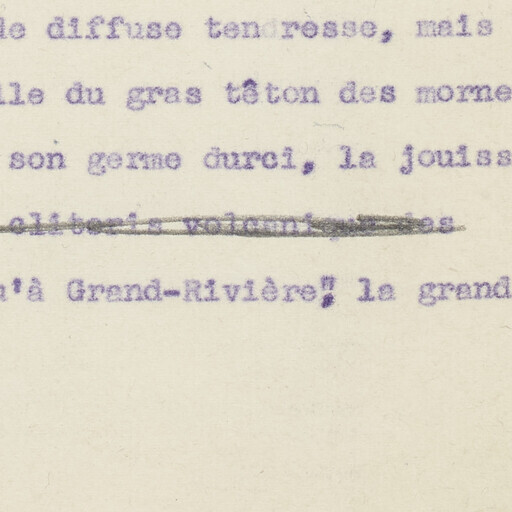 de diffuse tendresse, mais
lle du gras têton des morne
son germe durci, la jouiss
clitoris volcanique des
u'à Grand-Rivière", la grand